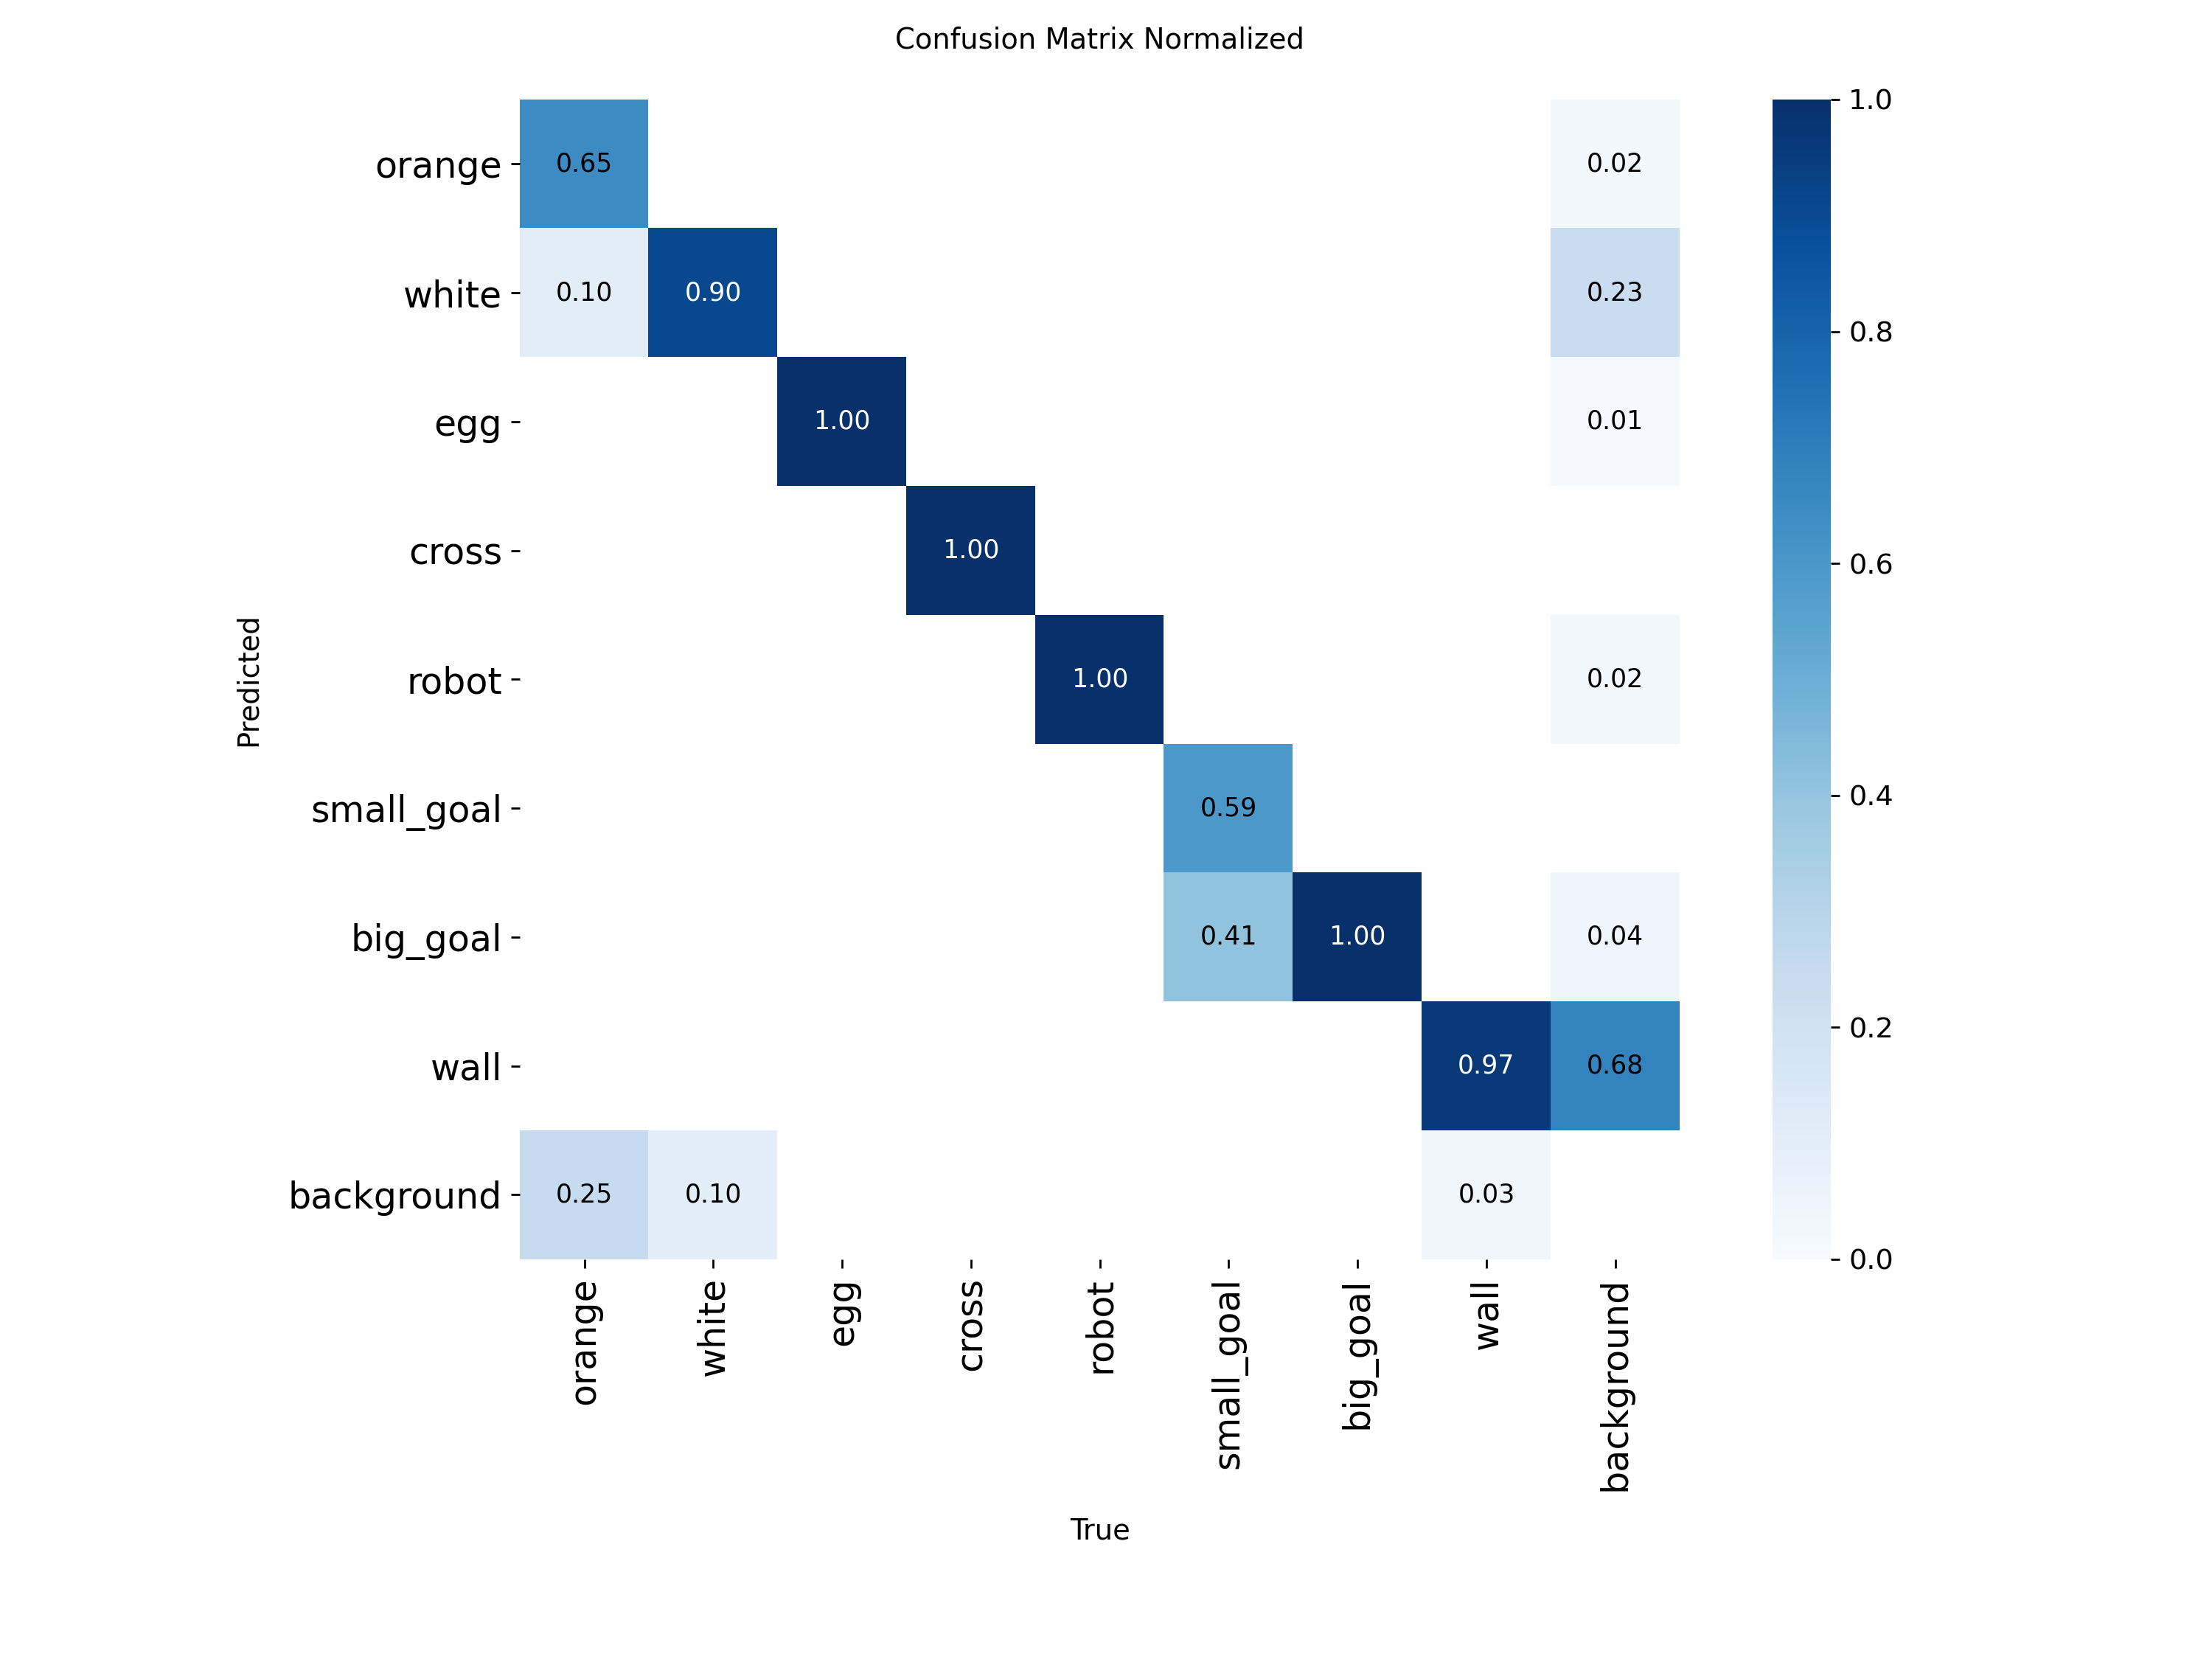 Confusion Matrix Normalized
orange 0.65 0.02 1.0
white 0.10 0.90 0.23 0.8
egg 1.00 0.01
cross 1.00 0.6
robot 1.00 0.02
small_goal 0.59 0.4
big_goal 0.41 1.00 0.04
wall 0.97 0.68 0.2
background 0.25 0.10 0.03 0.0
Predicted
orange white egg cross robot small_goal big_goal wall background
True